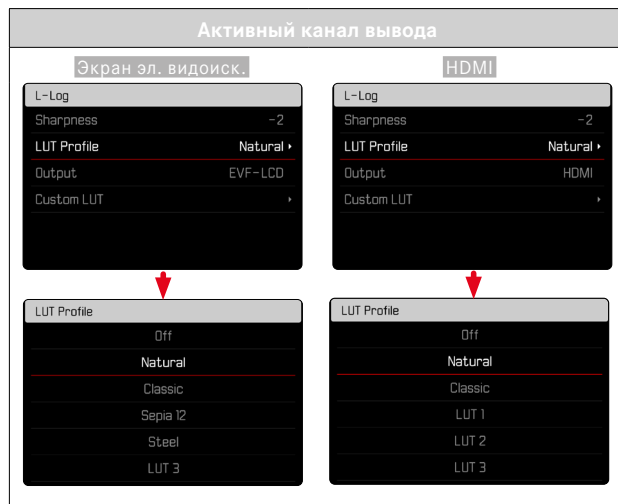 Активный канал вывода
Экран эл. видоиск.
L-Log
Sharpness -2
LUT Profile Natural
Output EVF-LCD
Custom LUT
LUT Profile
Off
Natural
Classic
Sepia 12
Steel
LUT 3
HDMI
L-Log
Sharpness -2
LUT Profile Natural
Output HDMI
Custom LUT
LUT Profile
Off
Natural
Classic
LUT 1
LUT 2
LUT 3